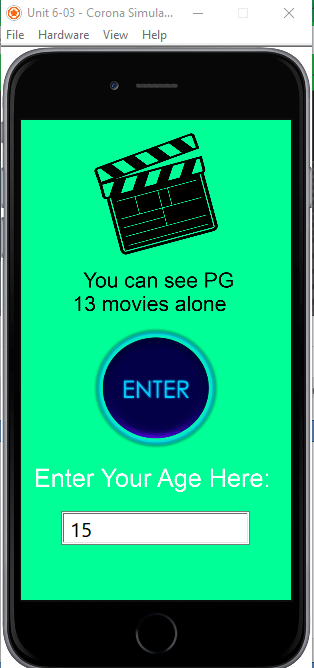 Unit 6-03 - Corona Simula...
File Hardware View Help
You can see PG
13 movies alone
ENTER
Enter Your Age Here:
15